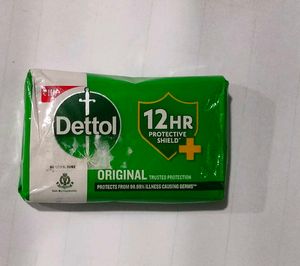 Dettol
12HR
PROTECTIVE
SHIELD*
ORIGINAL TRUSTED PROTECTION
PROTECTS FROM 99.99% ILLNESS CAUSING GERMS**